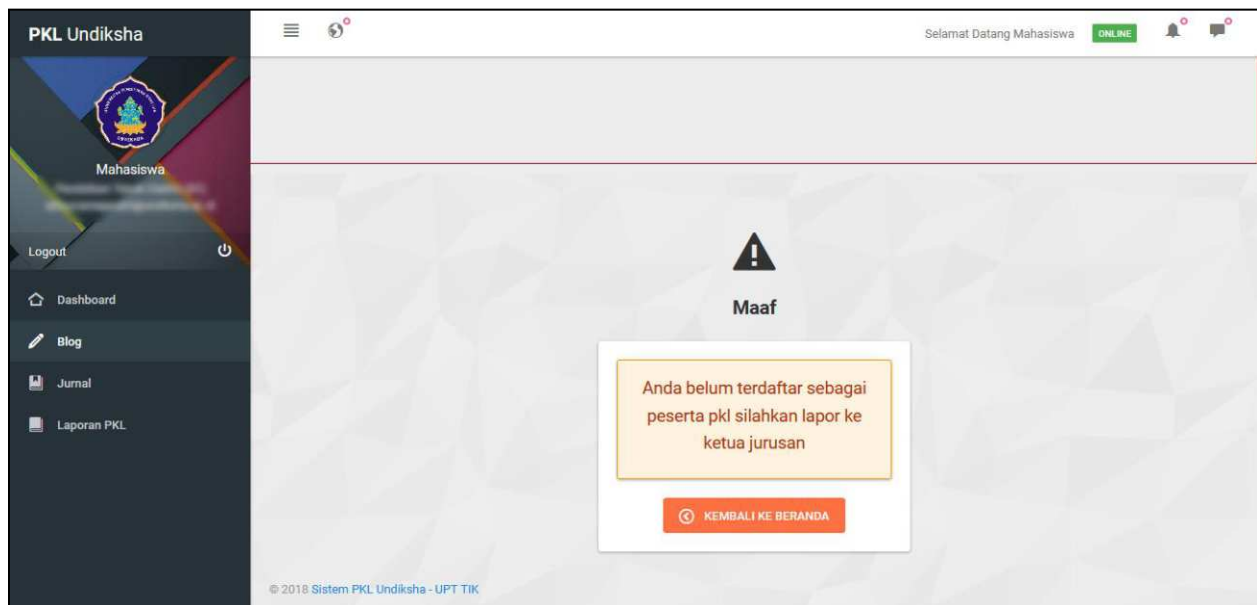 PKL Undiksha
Selamat Datang Mahasiswa ONLINE
Mahasiswa
Logout
Dashboard
Blog
Jurnal
Laporan PKL
Maaf
Anda belum terdaftar sebagai
peserta pkl silahkan lapor ke
ketua jurusan
KEMBALI KE BERANDA
© 2018 Sistem PKL Undiksha - UPT TIK